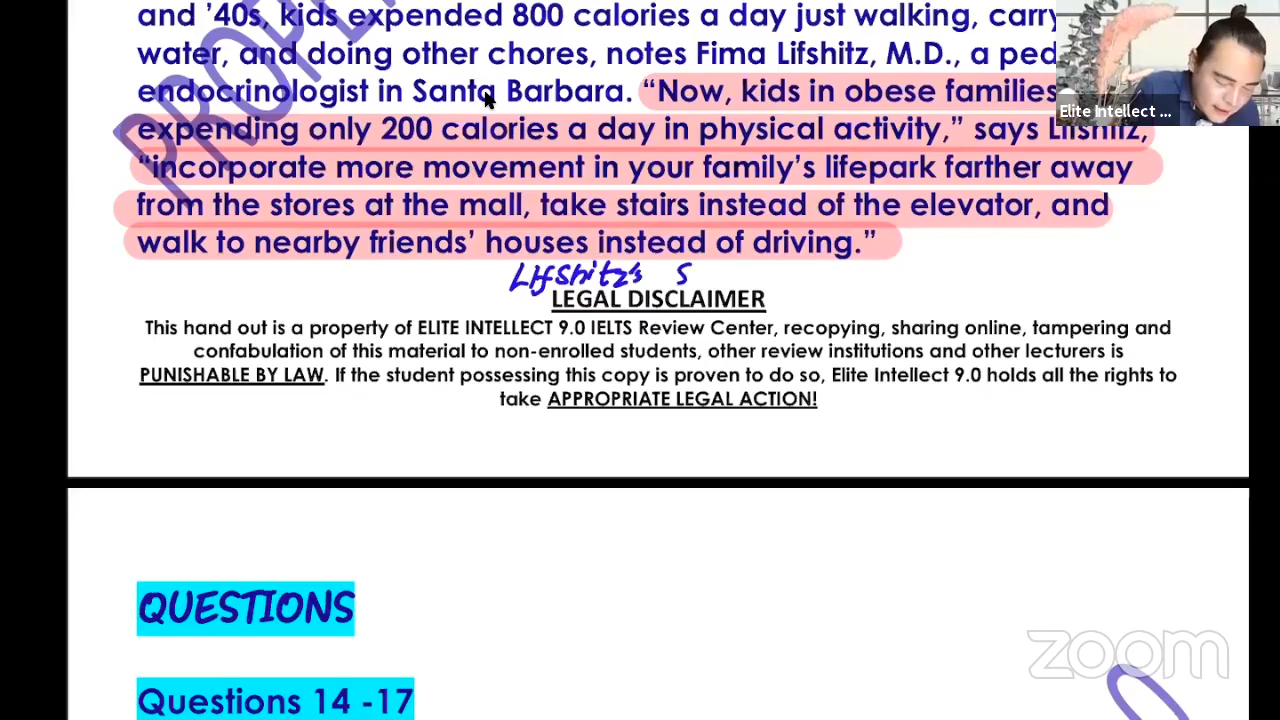 and ’40s, kids expended 800 calories a day just walking, carry
water, and doing other chores, notes Fima Lifshitz, M.D., a ped
endocrinologist in Santa Barbara. “Now, kids in obese families
expending only 200 calories a day in physical activity,” says Lifshitz,
“incorporate more movement in your family’s lifepark farther away
from the stores at the mall, take stairs instead of the elevator, and
walk to nearby friends’ houses instead of driving.”
Lifshitz's S
LEGAL DISCLAIMER
This hand out is a property of ELITE INTELLECT 9.0 IELTS Review Center, recopying, sharing online, tampering and
confabulation of this material to non-enrolled students, other review institutions and other lecturers is
PUNISHABLE BY LAW. If the student possessing this copy is proven to do so, Elite Intellect 9.0 holds all the rights to
take APPROPRIATE LEGAL ACTION!
QUESTIONS
Questions 14 -17
Elite Intellect ...
zoom
PROPE